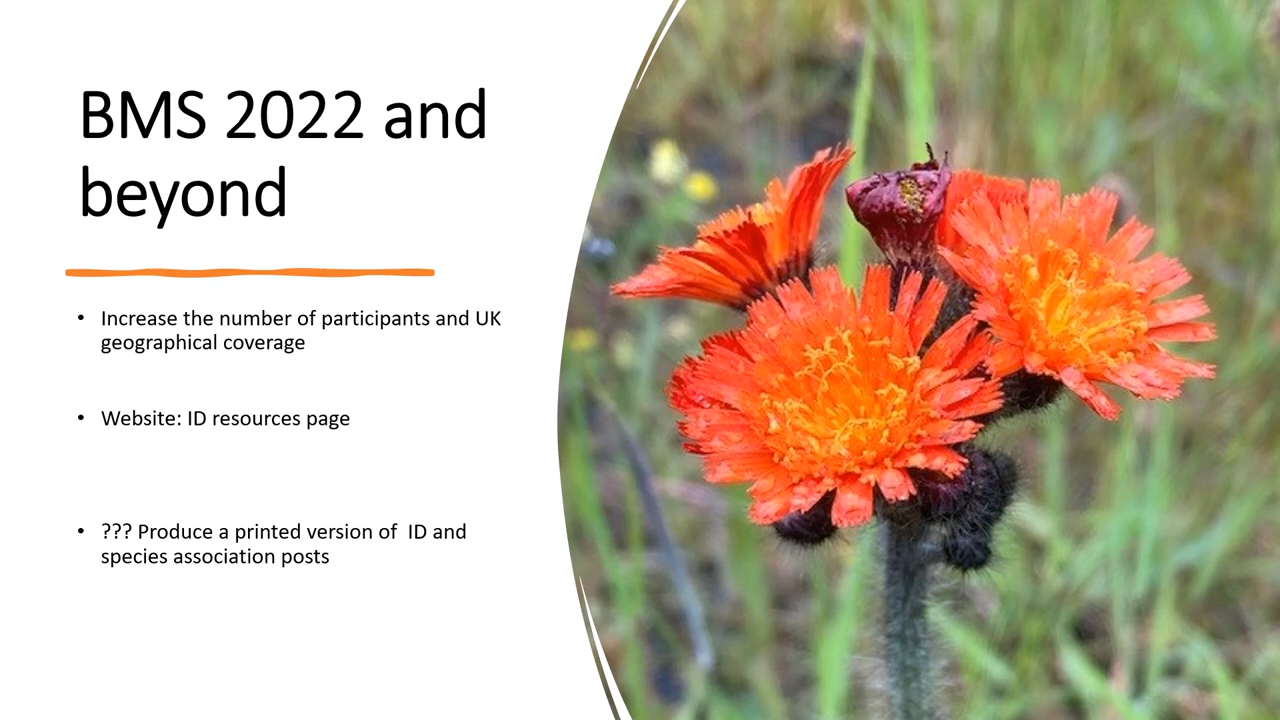 BMS 2022 and
beyond
• Increase the number of participants and UK
geographical coverage
• Website: ID resources page
• ??? Produce a printed version of  ID and
species association posts